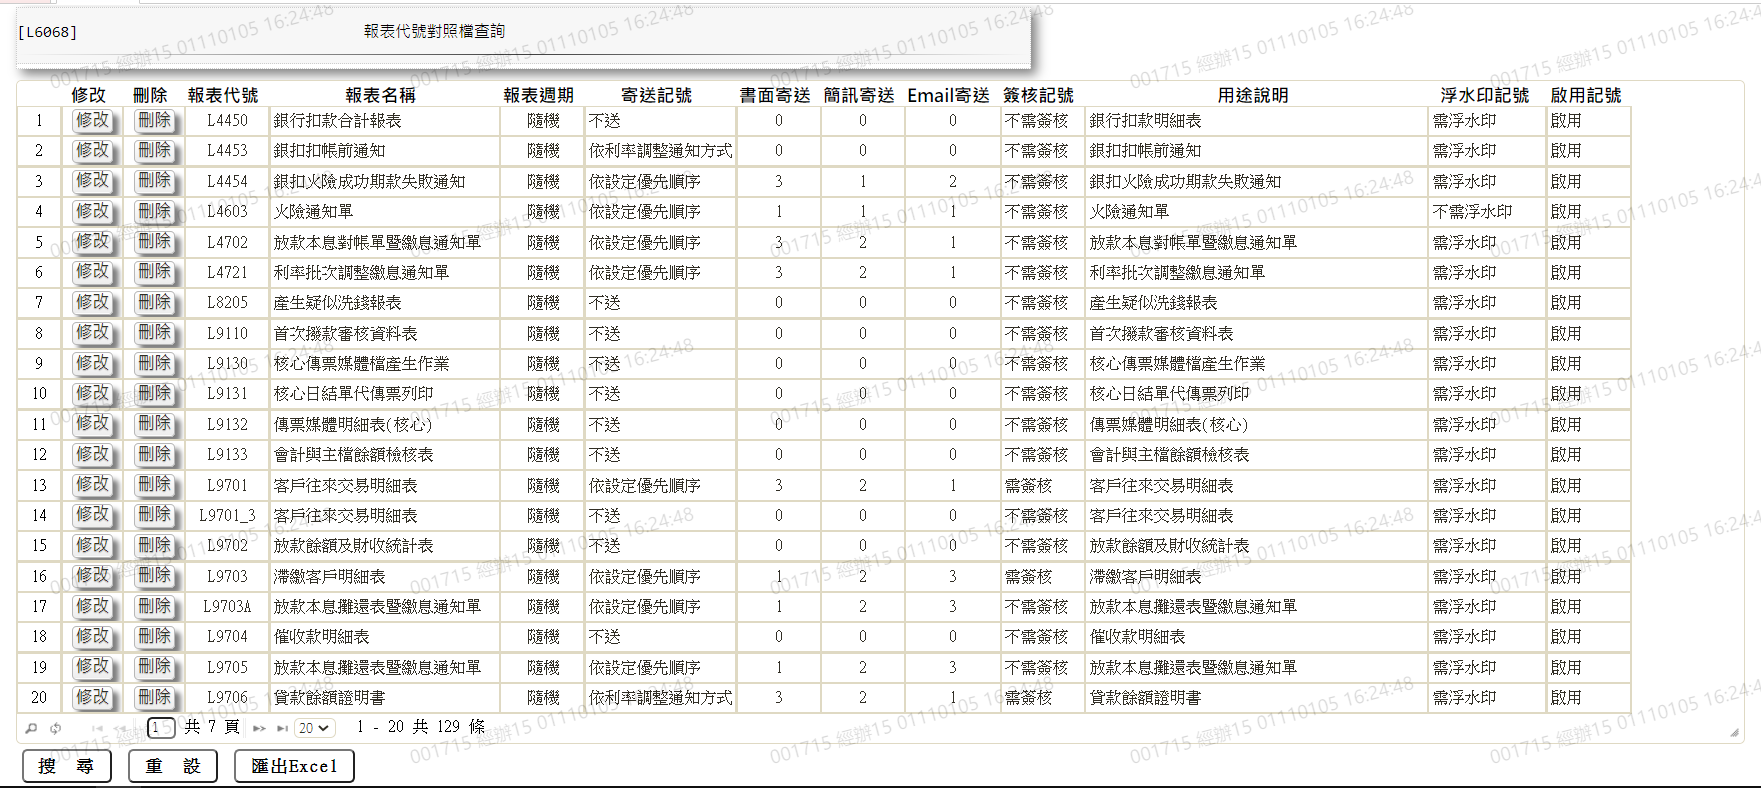 [L6068] 報表代號對照檔查詢
修改 刪除 報表代號 報表名稱 報表週期 寄送記號 書面寄送 簡訊寄送 Email寄送 簽核記號 用途說明 浮水印記號 啟用記號
1 修改 刪除 L4450 銀行扣款合計報表 隨機 不送 0 0 0 不需簽核 銀行扣款明細表 需浮水印 啟用
2 修改 刪除 L4453 銀扣扣帳前通知 隨機 依利率調整通知方式 0 0 0 不需簽核 銀扣扣帳前通知 需浮水印 啟用
3 修改 刪除 L4454 銀扣火險成功期款失敗通知 隨機 依設定優先順序 3 1 2 不需簽核 銀扣火險成功期款失敗通知 需浮水印 啟用
4 修改 刪除 L4603 火險通知單 隨機 依設定優先順序 1 1 1 不需簽核 火險通知單 不需浮水印 啟用
5 修改 刪除 L4702 放款本息對帳單暨繳息通知單 隨機 依設定優先順序 3 2 1 不需簽核 放款本息對帳單暨繳息通知單 需浮水印 啟用
6 修改 刪除 L4721 利率批次調整繳息通知單 隨機 依設定優先順序 3 2 1 不需簽核 利率批次調整繳息通知單 需浮水印 啟用
7 修改 刪除 L8205 產生疑似洗錢報表 隨機 不送 0 0 0 不需簽核 產生疑似洗錢報表 需浮水印 啟用
8 修改 刪除 L9110 首次撥款審核資料表 隨機 不送 0 0 0 不需簽核 首次撥款審核資料表 需浮水印 啟用
9 修改 刪除 L9130 核心傳票媒體檔產生作業 隨機 不送 0 0 0 不需簽核 核心傳票媒體檔產生作業 需浮水印 啟用
10 修改 刪除 L9131 核心日結單代傳票列印 隨機 不送 0 0 0 不需簽核 核心日結單代傳票列印 需浮水印 啟用
11 修改 刪除 L9132 傳票媒體明細表(核心) 隨機 不送 0 0 0 不需簽核 傳票媒體明細表(核心) 需浮水印 啟用
12 修改 刪除 L9133 會計與主檔餘額檢核表 隨機 不送 0 0 0 不需簽核 會計與主檔餘額檢核表 需浮水印 啟用
13 修改 刪除 L9701 客戶往來交易明細表 隨機 依設定優先順序 3 2 1 需簽核 客戶往來交易明細表 需浮水印 啟用
14 修改 刪除 L9701_3 客戶往來交易明細表 隨機 不送 0 0 0 不需簽核 客戶往來交易明細表 需浮水印 啟用
15 修改 刪除 L9702 放款餘額及財收統計表 隨機 不送 0 0 0 不需簽核 放款餘額及財收統計表 需浮水印 啟用
16 修改 刪除 L9703 滯繳客戶明細表 隨機 依設定優先順序 1 2 3 需簽核 滯繳客戶明細表 需浮水印 啟用
17 修改 刪除 L9703A 放款本息攤還表暨繳息通知單 隨機 依設定優先順序 1 2 3 不需簽核 放款本息攤還表暨繳息通知單 需浮水印 啟用
18 修改 刪除 L9704 催收款明細表 隨機 不送 0 0 0 不需簽核 催收款明細表 需浮水印 啟用
19 修改 刪除 L9705 放款本息攤還表暨繳息通知單 隨機 依設定優先順序 1 2 3 不需簽核 放款本息攤還表暨繳息通知單 需浮水印 啟用
20 修改 刪除 L9706 貸款餘額證明書 隨機 依利率調整通知方式 3 2 1 需簽核 貸款餘額證明書 需浮水印 啟用
1 共 7 頁 20 1 - 20 共 129 條
搜 尋 重 設 匯出Excel
001715 經辦15 01110105 16:24:48